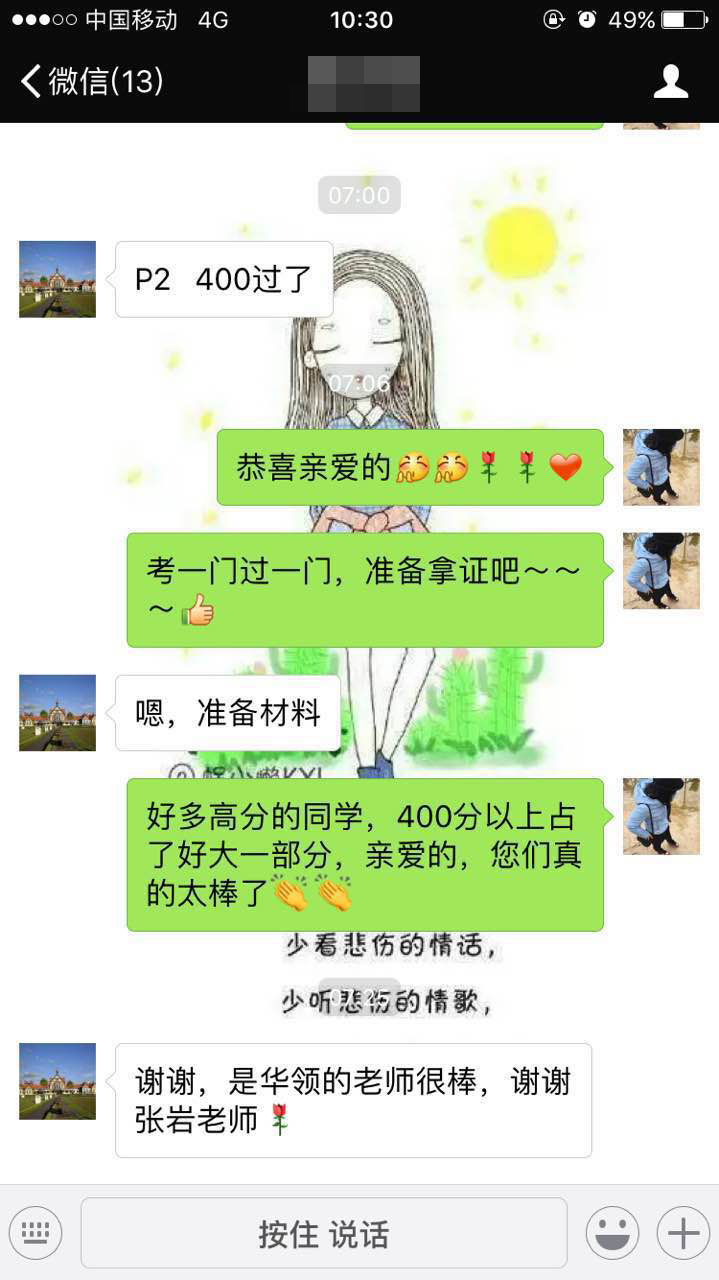 中国移动 4G 10:30 49%
微信(13)
07:00
P2 400过了
07:06
恭喜亲爱的🌹🌹❤️
考一门过一门，准备拿证吧～～
～👍
嗯，准备材料
好多高分的同学，400分以上占
了好大一部分，亲爱的，您们真
的太棒了👏👏
少看悲伤的情话，
07:25
少听悲伤的情歌，
谢谢，是华领的老师很棒，谢谢
张岩老师🌹
按住 说话